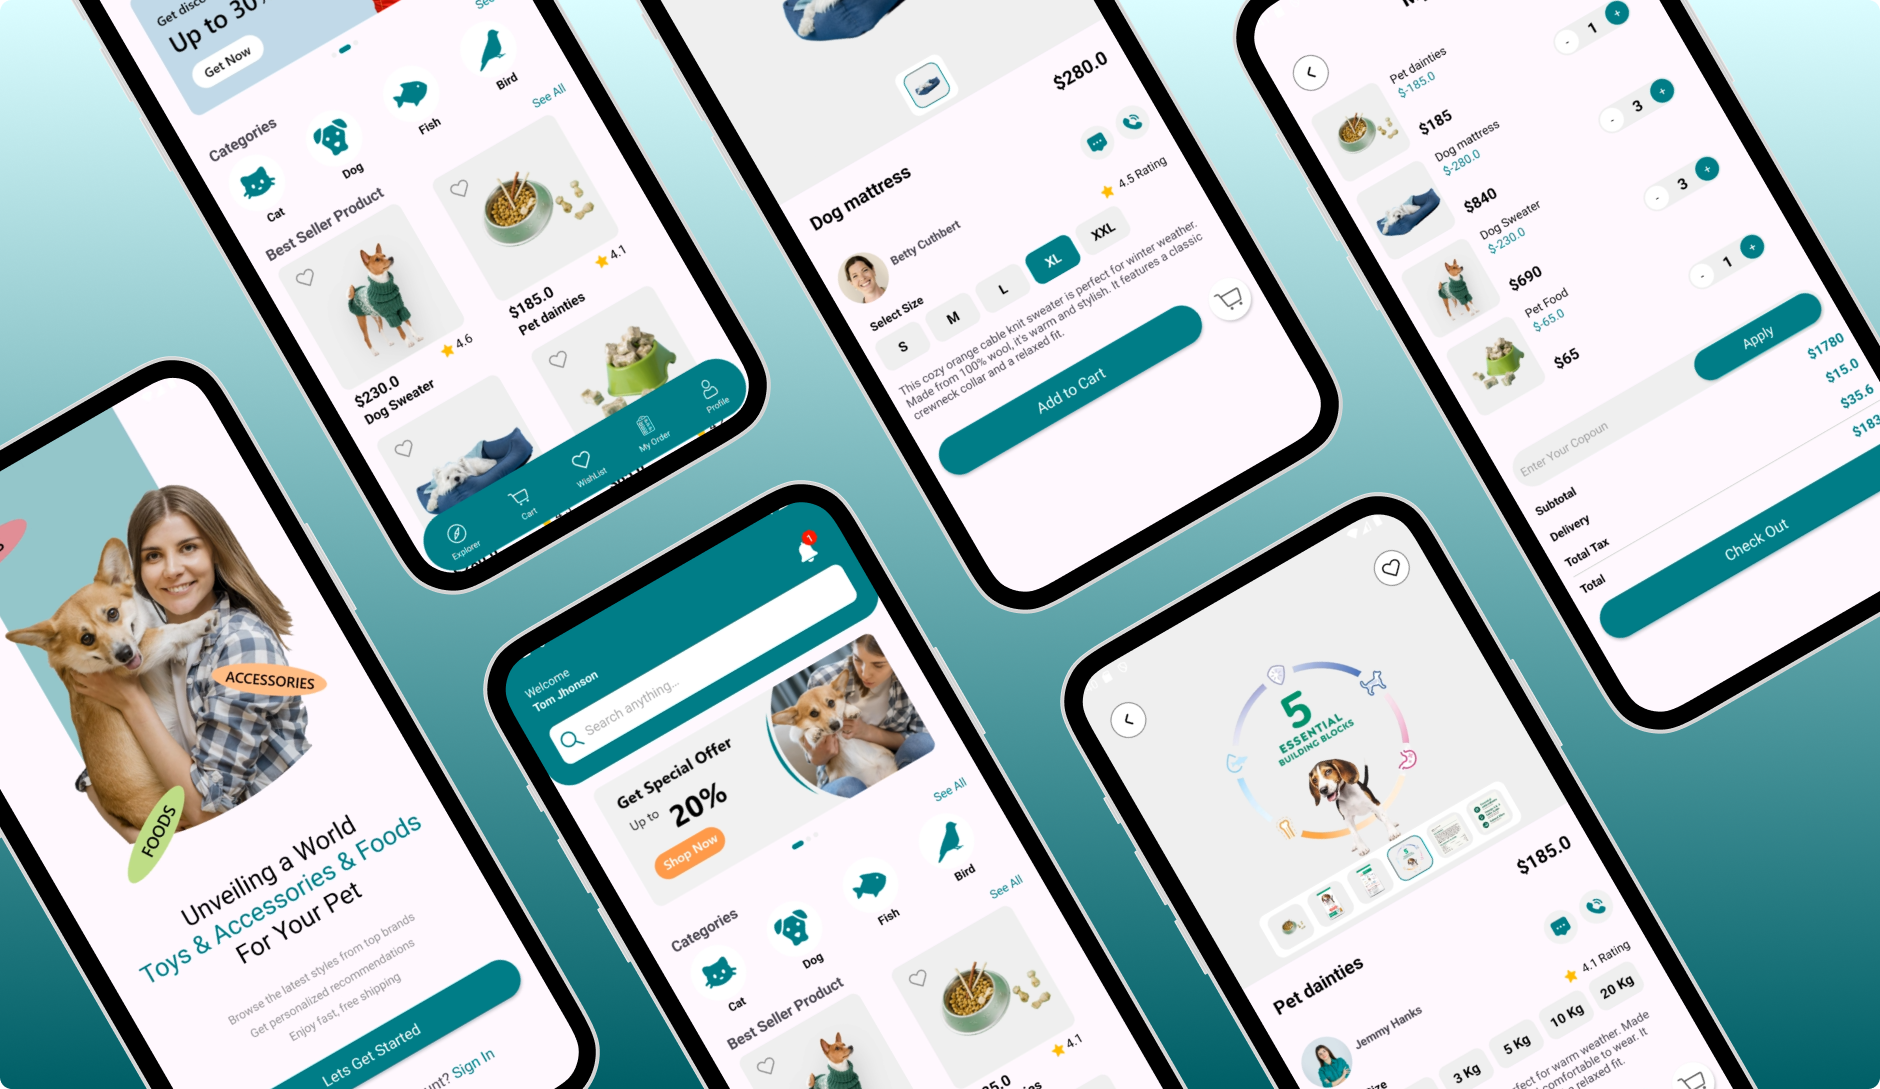 Up to 30%
Get Now
Categories
See All
Cat
Dog
Fish
Bird
Best Seller Product
4.6
$230.0
Dog Sweater
4.1
$185.0
Pet dainties
Explorer
Cart
WishList
My Order
Profile
$280.0
Dog mattress
Betty Cuthbert
4.5 Rating
Select Size
S
M
L
XL
XXL
This cozy orange cable knit sweater is perfect for winter weather.
Made from 100% wool, it's warm and stylish. It features a classic
crewneck collar and a relaxed fit.
Add to Cart
Pet dainties
$-185.0
$185
- 1 +
Dog mattress
$-280.0
$840
- 3 +
Dog Sweater
$-230.0
$690
- 3 +
Pet Food
$-65.0
$65
- 1 +
Enter Your Copoun
Apply
Subtotal
$1780
Delivery
$15.0
Total Tax
$35.6
Total
Check Out
ACCESSORIES
FOODS
Unveiling a World
Toys & Accessories & Foods
For Your Pet
Browse the latest styles from top brands
Get personalized recommendations
Enjoy fast, free shipping
Lets Get Started
Sign In
1
Welcome
Tom Jhonson
Search anything...
Get Special Offer
Up to 20%
Shop Now
See All
Categories
Cat
Dog
Fish
Bird
Best Seller Product
See All
4.1
5
ESSENTIAL
BUILDING BLOCKS
$185.0
Pet dainties
Jemmy Hanks
4.1 Rating
3 Kg
5 Kg
10 Kg
20 Kg
for warm weather. Made
comfortable to wear. It
relaxed fit.